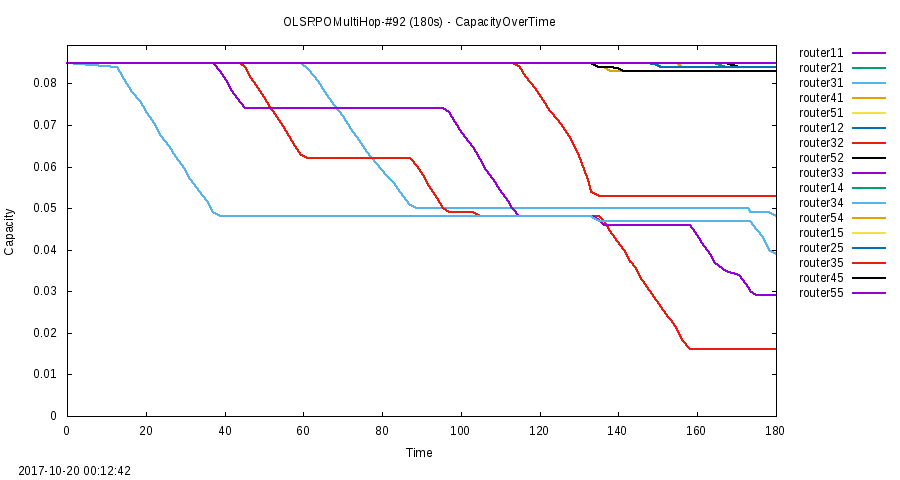 OLSRPOMultiHop-#92 (180s) - CapacityOverTime
router11
router21
router31
router41
router51
router12
router32
router52
router33
router14
router34
router54
router15
router25
router35
router45
router55
0.08
0.07
0.06
0.05
0.04
0.03
0.02
0.01
0
Capacity
0 20 40 60 80 100 120 140 160 180
Time
2017-10-20 00:12:42